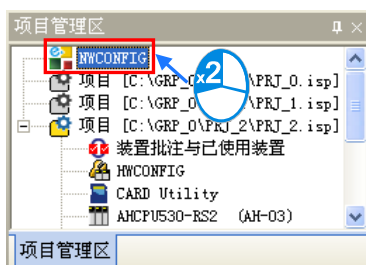 项目管理区
NWCONFIG
×2
项目 [C:\GRP_0\PRJ_0.isp]
项目 [C:\GRP_0\PRJ_1.isp]
项目 [C:\GRP_0\PRJ_2\PRJ_2.isp]
装置批注与已使用装置
HWCONFIG
CARD Utility
AHCPU530-RS2 (AH-03)
项目管理区